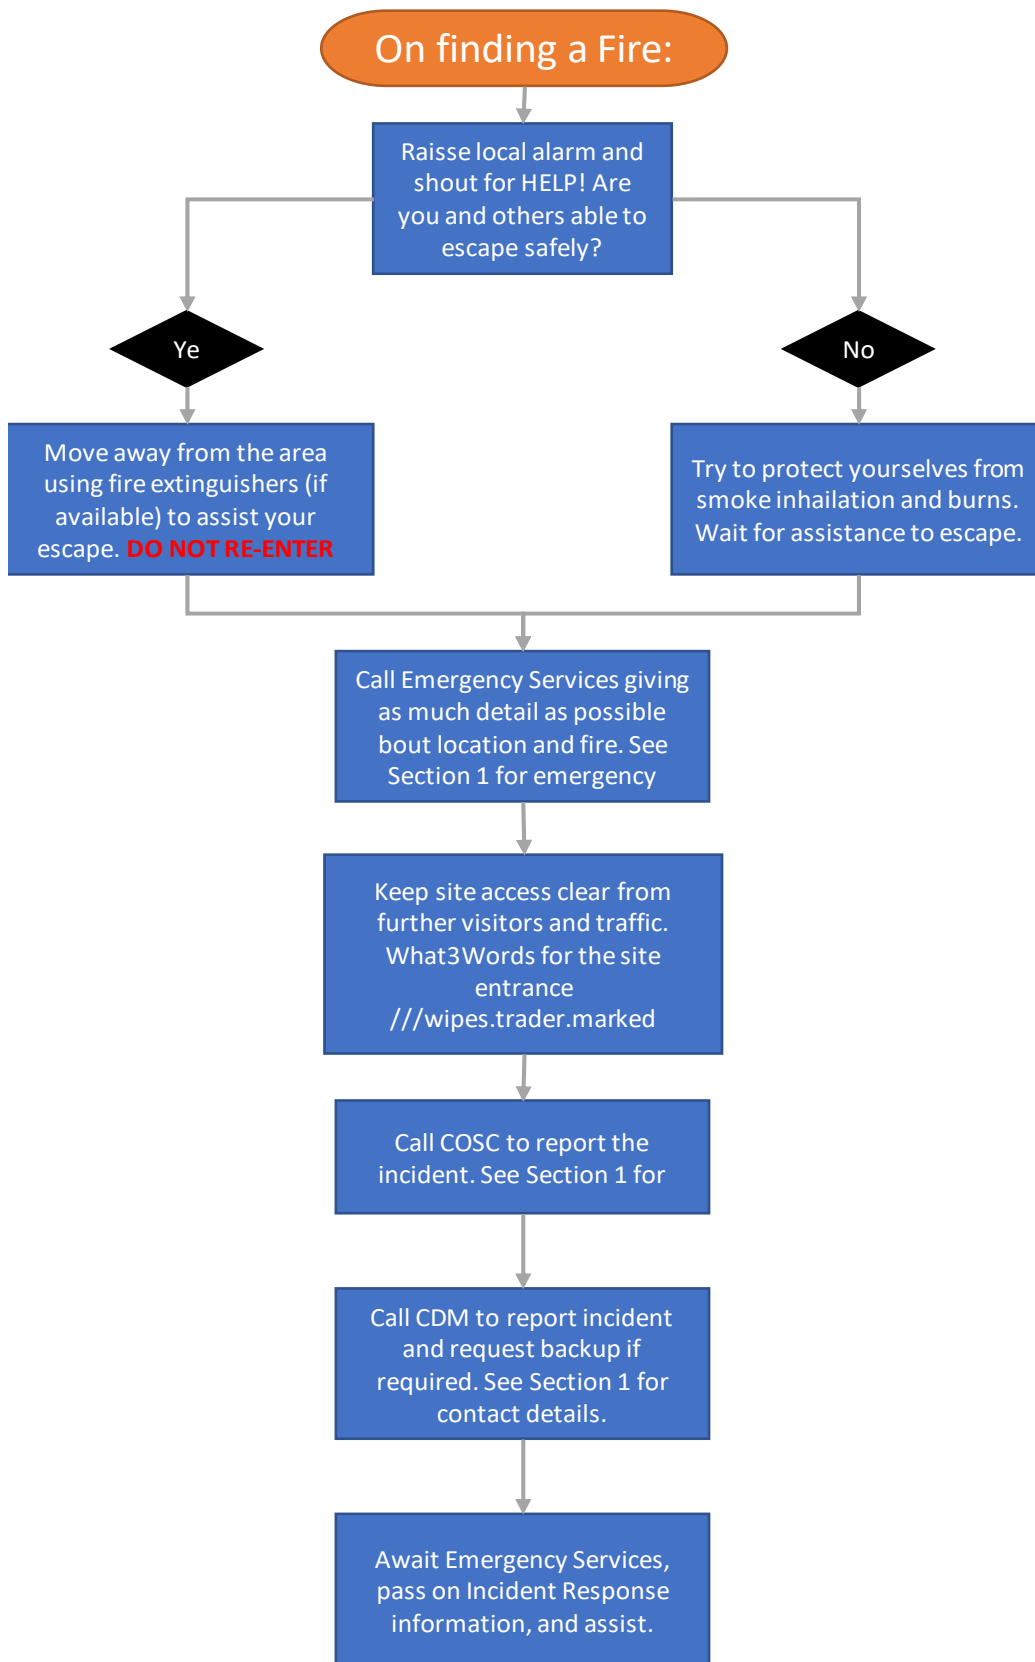 On finding a Fire:
Raisse local alarm and
shout for HELP! Are
you and others able to
escape safely?
Ye
No
Move away from the area
using fire extinguishers (if
available) to assist your
escape. DO NOT RE-ENTER
Try to protect yourselves from
smoke inhailation and burns.
Wait for assistance to escape.
Call Emergency Services giving
as much detail as possible
bout location and fire. See
Section 1 for emergency
Keep site access clear from
further visitors and traffic.
What3Words for the site
entrance
///wipes.trader.marked
Call COSC to report the
incident. See Section 1 for
Call CDM to report incident
and request backup if
required. See Section 1 for
contact details.
Await Emergency Services,
pass on Incident Response
information, and assist.